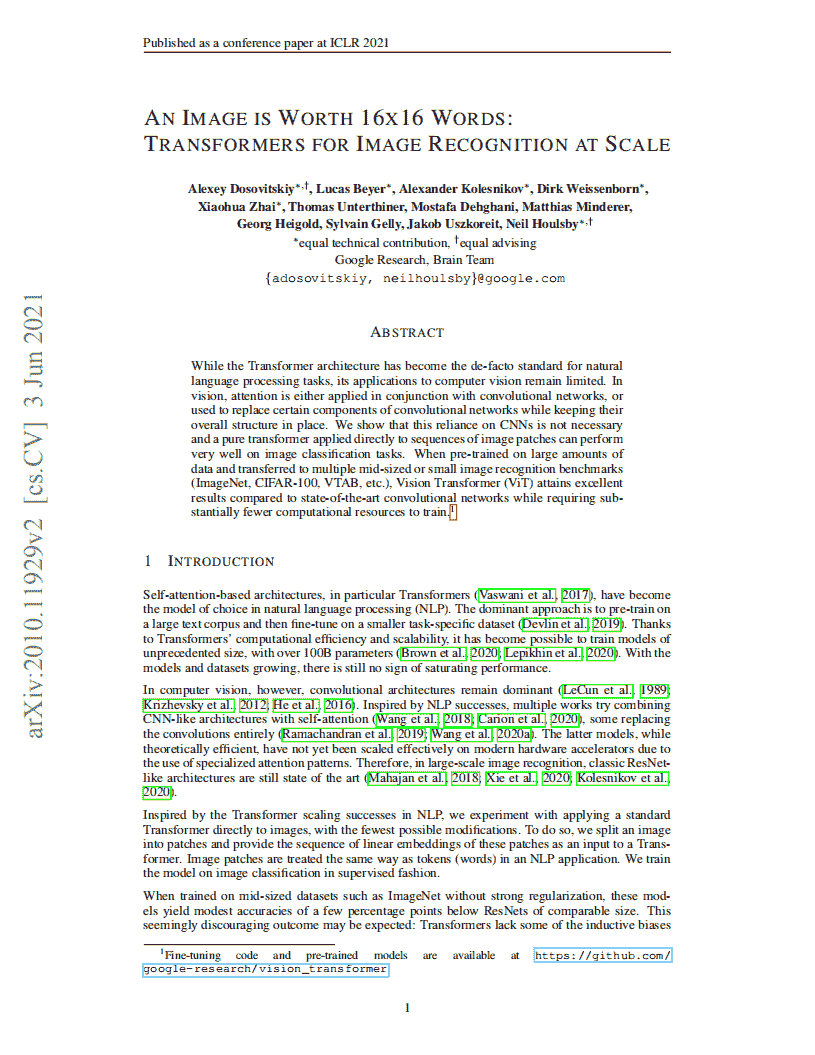 Published as a conference paper at ICLR 2021
AN IMAGE IS WORTH 16X16 WORDS:
TRANSFORMERS FOR IMAGE RECOGNITION AT SCALE
Alexey Dosovitskiy*,†, Lucas Beyer*, Alexander Kolesnikov*, Dirk Weissenborn*,
Xiaohua Zhai*, Thomas Unterthiner, Mostafa Dehghani, Matthias Minderer,
Georg Heigold, Sylvain Gelly, Jakob Uszkoreit, Neil Houlsby*,†
*equal technical contribution, †equal advising
Google Research, Brain Team
{adosovitskiy, neilhoulsby}@google.com
ABSTRACT
While the Transformer architecture has become the de-facto standard for natural
language processing tasks, its applications to computer vision remain limited. In
vision, attention is either applied in conjunction with convolutional networks, or
used to replace certain components of convolutional networks while keeping their
overall structure in place. We show that this reliance on CNNs is not necessary
and a pure transformer applied directly to sequences of image patches can perform
very well on image classification tasks. When pre-trained on large amounts of
data and transferred to multiple mid-sized or small image recognition benchmarks
(ImageNet, CIFAR-100, VTAB, etc.), Vision Transformer (ViT) attains excellent
results compared to state-of-the-art convolutional networks while requiring sub-
stantially fewer computational resources to train.1
1 INTRODUCTION
Self-attention-based architectures, in particular Transformers (Vaswani et al., 2017), have become
the model of choice in natural language processing (NLP). The dominant approach is to pre-train on
a large text corpus and then fine-tune on a smaller task-specific dataset (Devlin et al., 2019). Thanks
to Transformers' computational efficiency and scalability, it has become possible to train models of
unprecedented size, with over 100B parameters (Brown et al., 2020; Lepikhin et al., 2020). With the
models and datasets growing, there is still no sign of saturating performance.
In computer vision, however, convolutional architectures remain dominant (LeCun et al., 1989;
Krizhevsky et al., 2012; He et al., 2016). Inspired by NLP successes, multiple works try combining
CNN-like architectures with self-attention (Wang et al., 2018; Carion et al., 2020), some replacing
the convolutions entirely (Ramachandran et al., 2019; Wang et al., 2020a). The latter models, while
theoretically efficient, have not yet been scaled effectively on modern hardware accelerators due to
the use of specialized attention patterns. Therefore, in large-scale image recognition, classic ResNet-
like architectures are still state of the art (Mahajan et al., 2018; Xie et al., 2020; Kolesnikov et al.,
2020).
Inspired by the Transformer scaling successes in NLP, we experiment with applying a standard
Transformer directly to images, with the fewest possible modifications. To do so, we split an image
into patches and provide the sequence of linear embeddings of these patches as an input to a Trans-
former. Image patches are treated the same way as tokens (words) in an NLP application. We train
the model on image classification in supervised fashion.
When trained on mid-sized datasets such as ImageNet without strong regularization, these mod-
els yield modest accuracies of a few percentage points below ResNets of comparable size. This
seemingly discouraging outcome may be expected: Transformers lack some of the inductive biases
1Fine-tuning code and pre-trained models are available at https://github.com/
google-research/vision_transformer
1
arXiv:2010.11929v2 [cs.CV] 3 Jun 2021